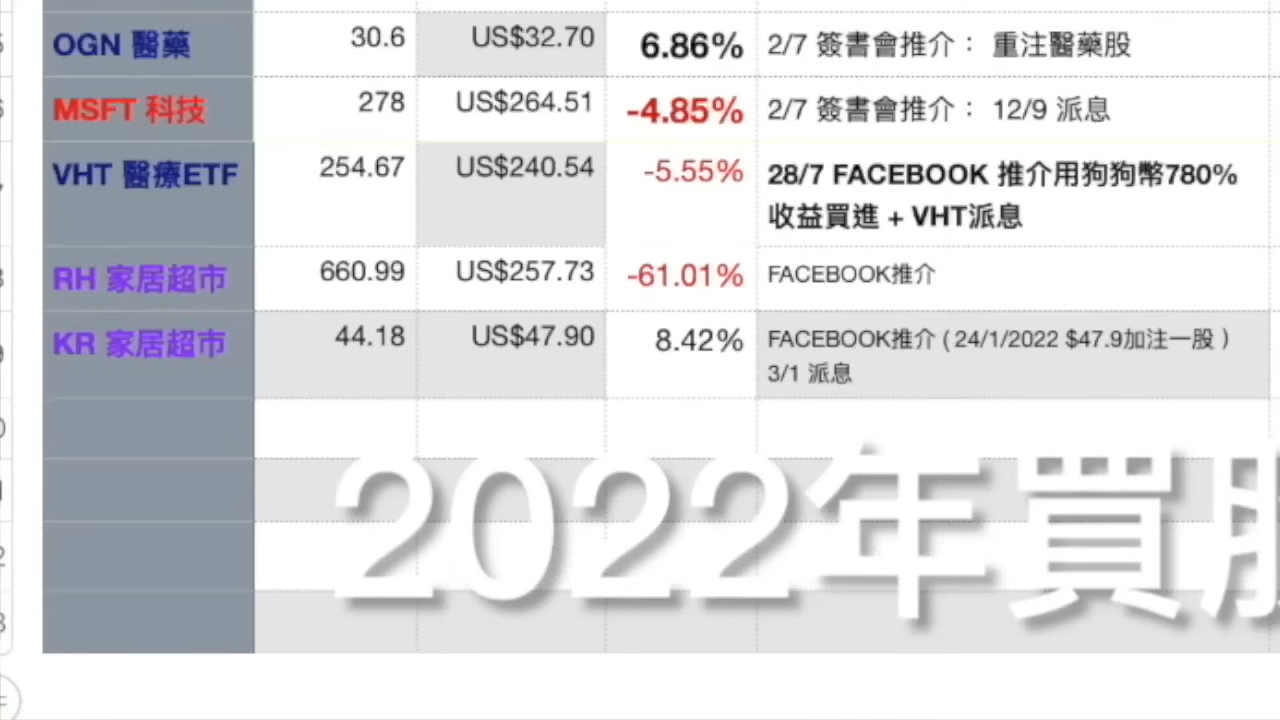 OGN 醫藥 30.6 US$32.70 6.86% 2/7 簽書會推介： 重注醫藥股
MSFT 科技 278 US$264.51 -4.85% 2/7 簽書會推介： 12/9 派息
VHT 醫療ETF 254.67 US$240.54 -5.55% 28/7 FACEBOOK 推介用狗狗幣780%
收益買進 + VHT派息
RH 家居超市 660.99 US$257.73 -61.01% FACEBOOK推介
KR 家居超市 44.18 US$47.90 8.42% FACEBOOK推介 ( 24/1/2022 $47.9加注一股 )
3/1 派息
2022年買